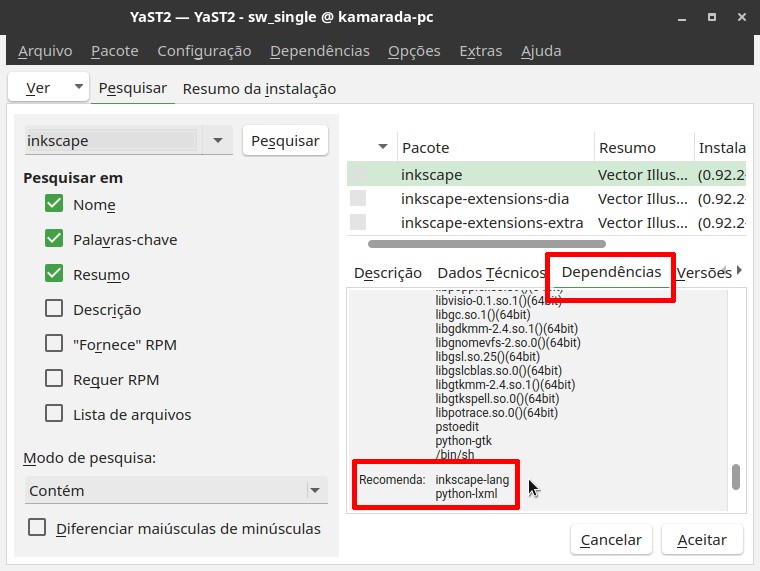 YaST2 — YaST2 - sw_single @ kamarada-pc
Arquivo Pacote Configuração Dependências Opções Extras Ajuda
Ver Pesquisar Resumo da instalação
inkscape Pesquisar
Pesquisar em
Nome
Palavras-chave
Resumo
Descrição
"Fornece" RPM
Requer RPM
Lista de arquivos
Modo de pesquisa:
Contém
Diferenciar maiúsculas de minúsculas
Pacote Resumo Instala
inkscape Vector Illus... (0.92.2-
inkscape-extensions-dia Vector Illus... (0.92.2-
inkscape-extensions-extra Vector Illus... (0.92.2-
Descrição Dados Técnicos Dependências Versões
libvisio-0.1.so.1()(64bit)
libgc.so.1()(64bit)
libgdkmm-2.4.so.1()(64bit)
libgnomevfs-2.so.0()(64bit)
libgsl.so.25()(64bit)
libgslcblas.so.0()(64bit)
libgtkmm-2.4.so.1()(64bit)
libgtkspell.so.0()(64bit)
libpotrace.so.0()(64bit)
pstoedit
python-gtk
/bin/sh
Recomenda: inkscape-lang
python-lxml
Cancelar Aceitar